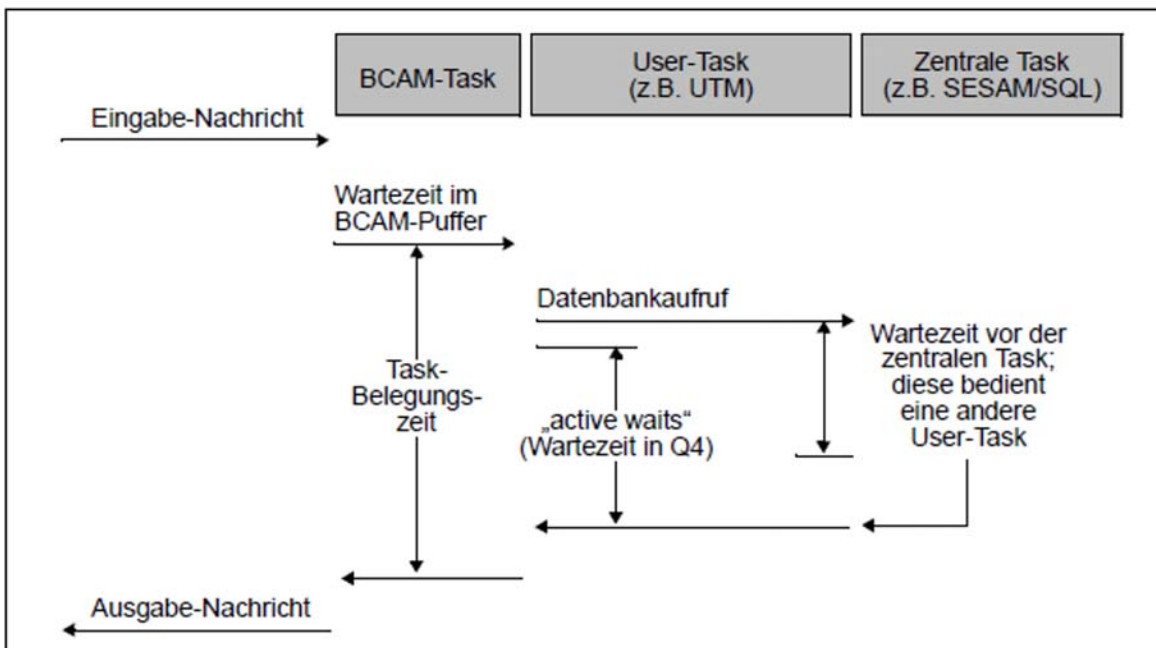 BCAM-Task
User-Task
(z.B. UTM)
Zentrale Task
(z.B. SESAM/SQL)
Eingabe-Nachricht
Wartezeit im
BCAM-Puffer
Datenbankaufruf
Wartezeit vor der
zentralen Task;
diese bedient
eine andere
User-Task
Task-
Belegungs-
zeit
„active waits“
(Wartezeit in Q4)
Ausgabe-Nachricht